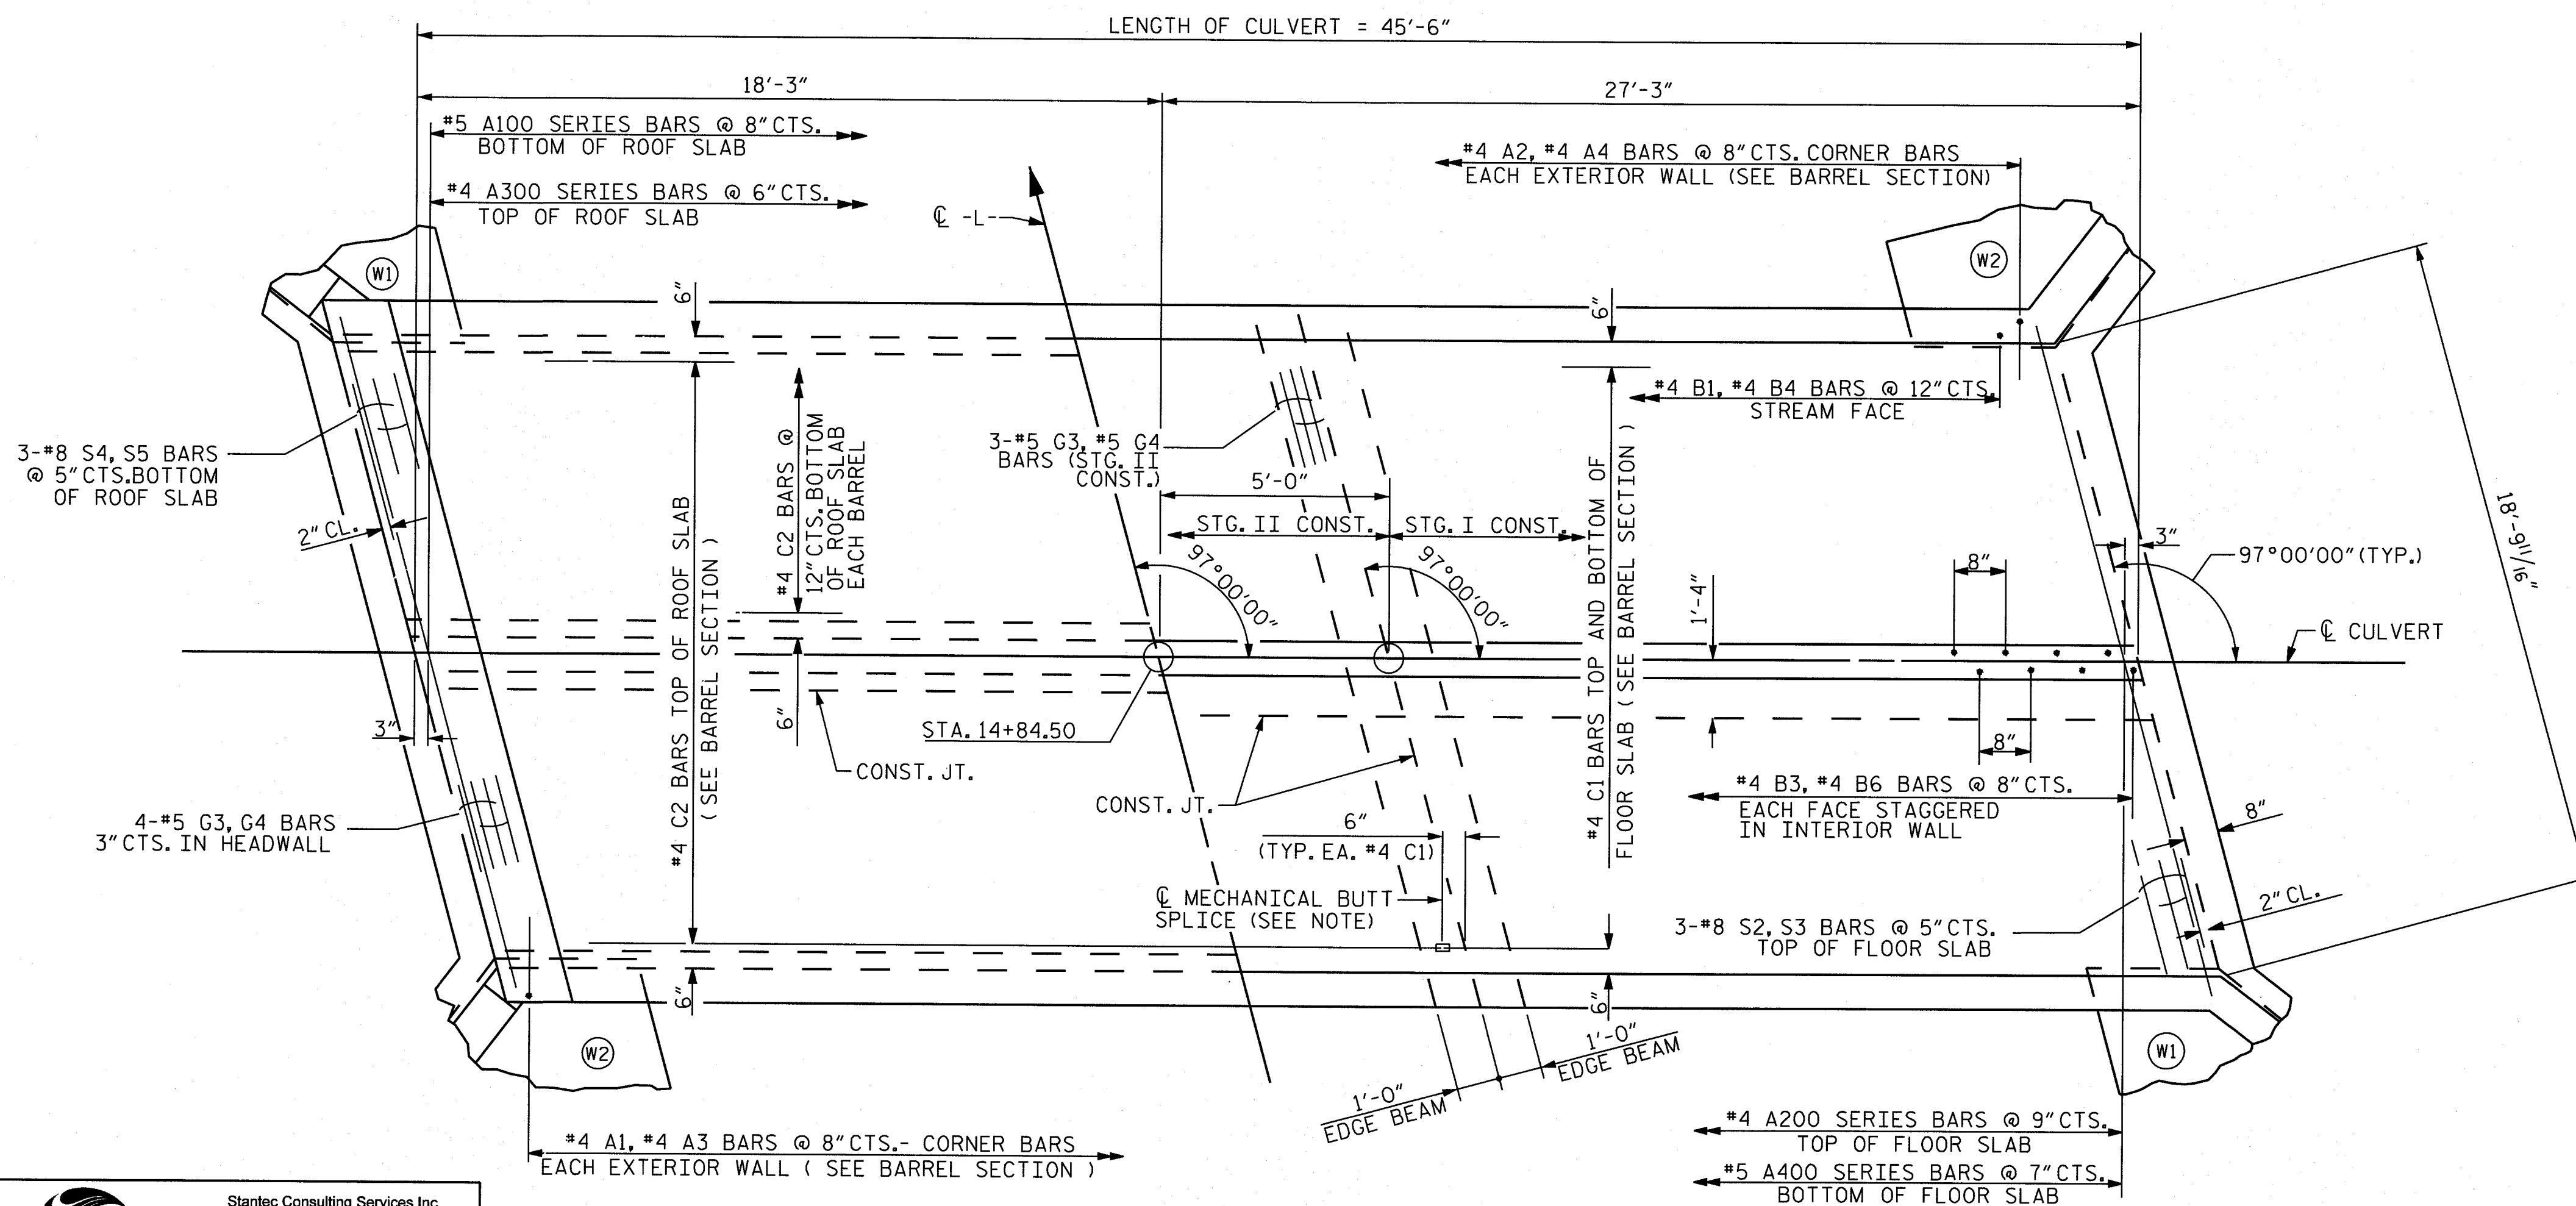 LENGTH OF CULVERT = 45'-6"
18'-3"
27'-3"
#5 A100 SERIES BARS @ 8" CTS.
BOTTOM OF ROOF SLAB
#4 A300 SERIES BARS @ 6" CTS.
TOP OF ROOF SLAB
℄ -L-
#4 A2, #4 A4 BARS @ 8" CTS. CORNER BARS
EACH EXTERIOR WALL (SEE BARREL SECTION)
W1
W2
6"
6"
#4 B1, #4 B4 BARS @ 12" CTS.
STREAM FACE
3-#8 S4, S5 BARS
@ 5" CTS. BOTTOM
OF ROOF SLAB
2" CL.
#4 C2 BARS TOP OF ROOF SLAB
( SEE BARREL SECTION )
#4 C2 BARS @
12" CTS. BOTTOM
OF ROOF SLAB
EACH BARREL
3-#5 G3, #5 G4
BARS (STG. II
CONST.)
5'-0"
STG. II CONST.
STG. I CONST.
97°00'00"
97°00'00"
#4 C1 BARS TOP AND BOTTOM OF
FLOOR SLAB ( SEE BARREL SECTION )
1'-4"
8"
3"
97°00'00" (TYP.)
18'-9 11/16"
℄ CULVERT
3"
6"
STA. 14+84.50
CONST. JT.
CONST. JT.
8"
#4 B3, #4 B6 BARS @ 8" CTS.
EACH FACE STAGGERED
IN INTERIOR WALL
4-#5 G3, G4 BARS
3" CTS. IN HEADWALL
6"
(TYP. EA. #4 C1)
℄ MECHANICAL BUTT
SPLICE (SEE NOTE)
8"
2" CL.
3-#8 S2, S3 BARS @ 5" CTS.
TOP OF FLOOR SLAB
6"
6"
W2
W1
1'-0"
EDGE BEAM
1'-0"
EDGE BEAM
#4 A1, #4 A3 BARS @ 8" CTS.- CORNER BARS
EACH EXTERIOR WALL ( SEE BARREL SECTION )
#4 A200 SERIES BARS @ 9" CTS.
TOP OF FLOOR SLAB
#5 A400 SERIES BARS @ 7" CTS.
BOTTOM OF FLOOR SLAB
Stantec Consulting Services Inc.